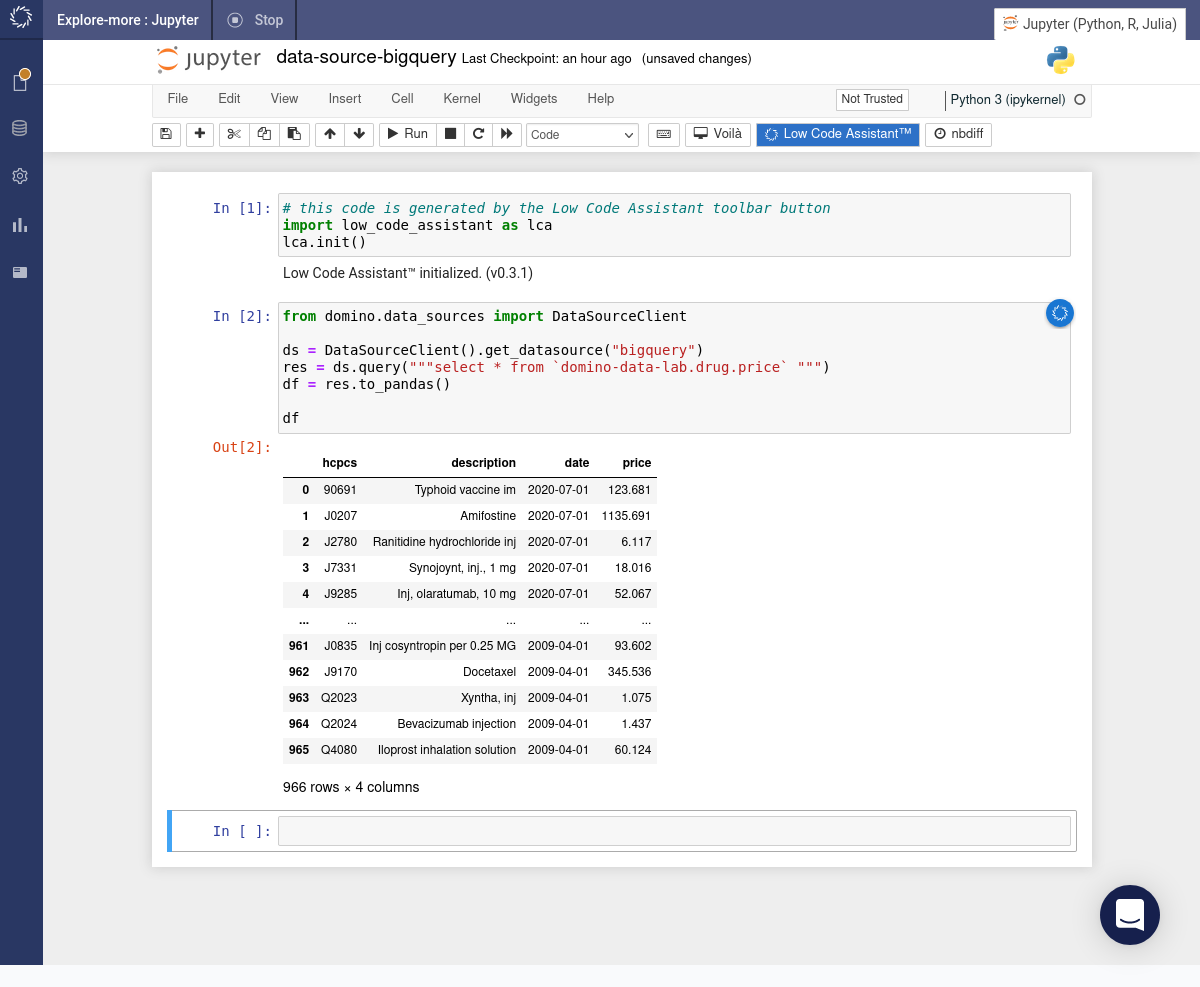 Explore-more : Jupyter Stop
Jupyter (Python, R, Julia)
jupyter data-source-bigquery Last Checkpoint: an hour ago (unsaved changes)
File Edit View Insert Cell Kernel Widgets Help Not Trusted Python 3 (ipykernel)
Run Code Voilà Low Code Assistant™ nbdiff
In [1]: # this code is generated by the Low Code Assistant toolbar button
import low_code_assistant as lca
lca.init()
Low Code Assistant™ initialized. (v0.3.1)
In [2]: from domino.data_sources import DataSourceClient
ds = DataSourceClient().get_datasource("bigquery")
res = ds.query("""select * from `domino-data-lab.drug.price` """)
df = res.to_pandas()
df
Out[2]:
hcpcs description date price
0 90691 Typhoid vaccine im 2020-07-01 123.681
1 J0207 Amifostine 2020-07-01 1135.691
2 J2780 Ranitidine hydrochloride inj 2020-07-01 6.117
3 J7331 Synojoynt, inj., 1 mg 2020-07-01 18.016
4 J9285 Inj, olaratumab, 10 mg 2020-07-01 52.067
... ... ... ... ...
961 J0835 Inj cosyntropin per 0.25 MG 2009-04-01 93.602
962 J9170 Docetaxel 2009-04-01 345.536
963 Q2023 Xyntha, inj 2009-04-01 1.075
964 Q2024 Bevacizumab injection 2009-04-01 1.437
965 Q4080 Iloprost inhalation solution 2009-04-01 60.124
966 rows × 4 columns
In [ ]: